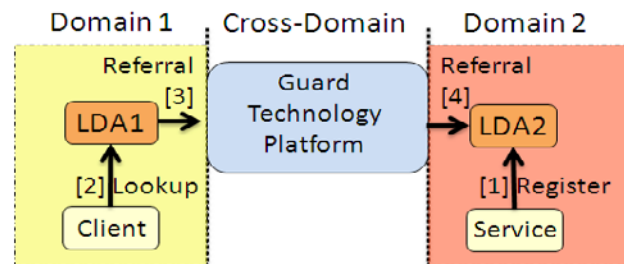 Domain 1
Cross-Domain
Domain 2
Referral
[3]
LDA1
[2] Lookup
Client
Guard
Technology
Platform
Referral
[4]
LDA2
[1] Register
Service